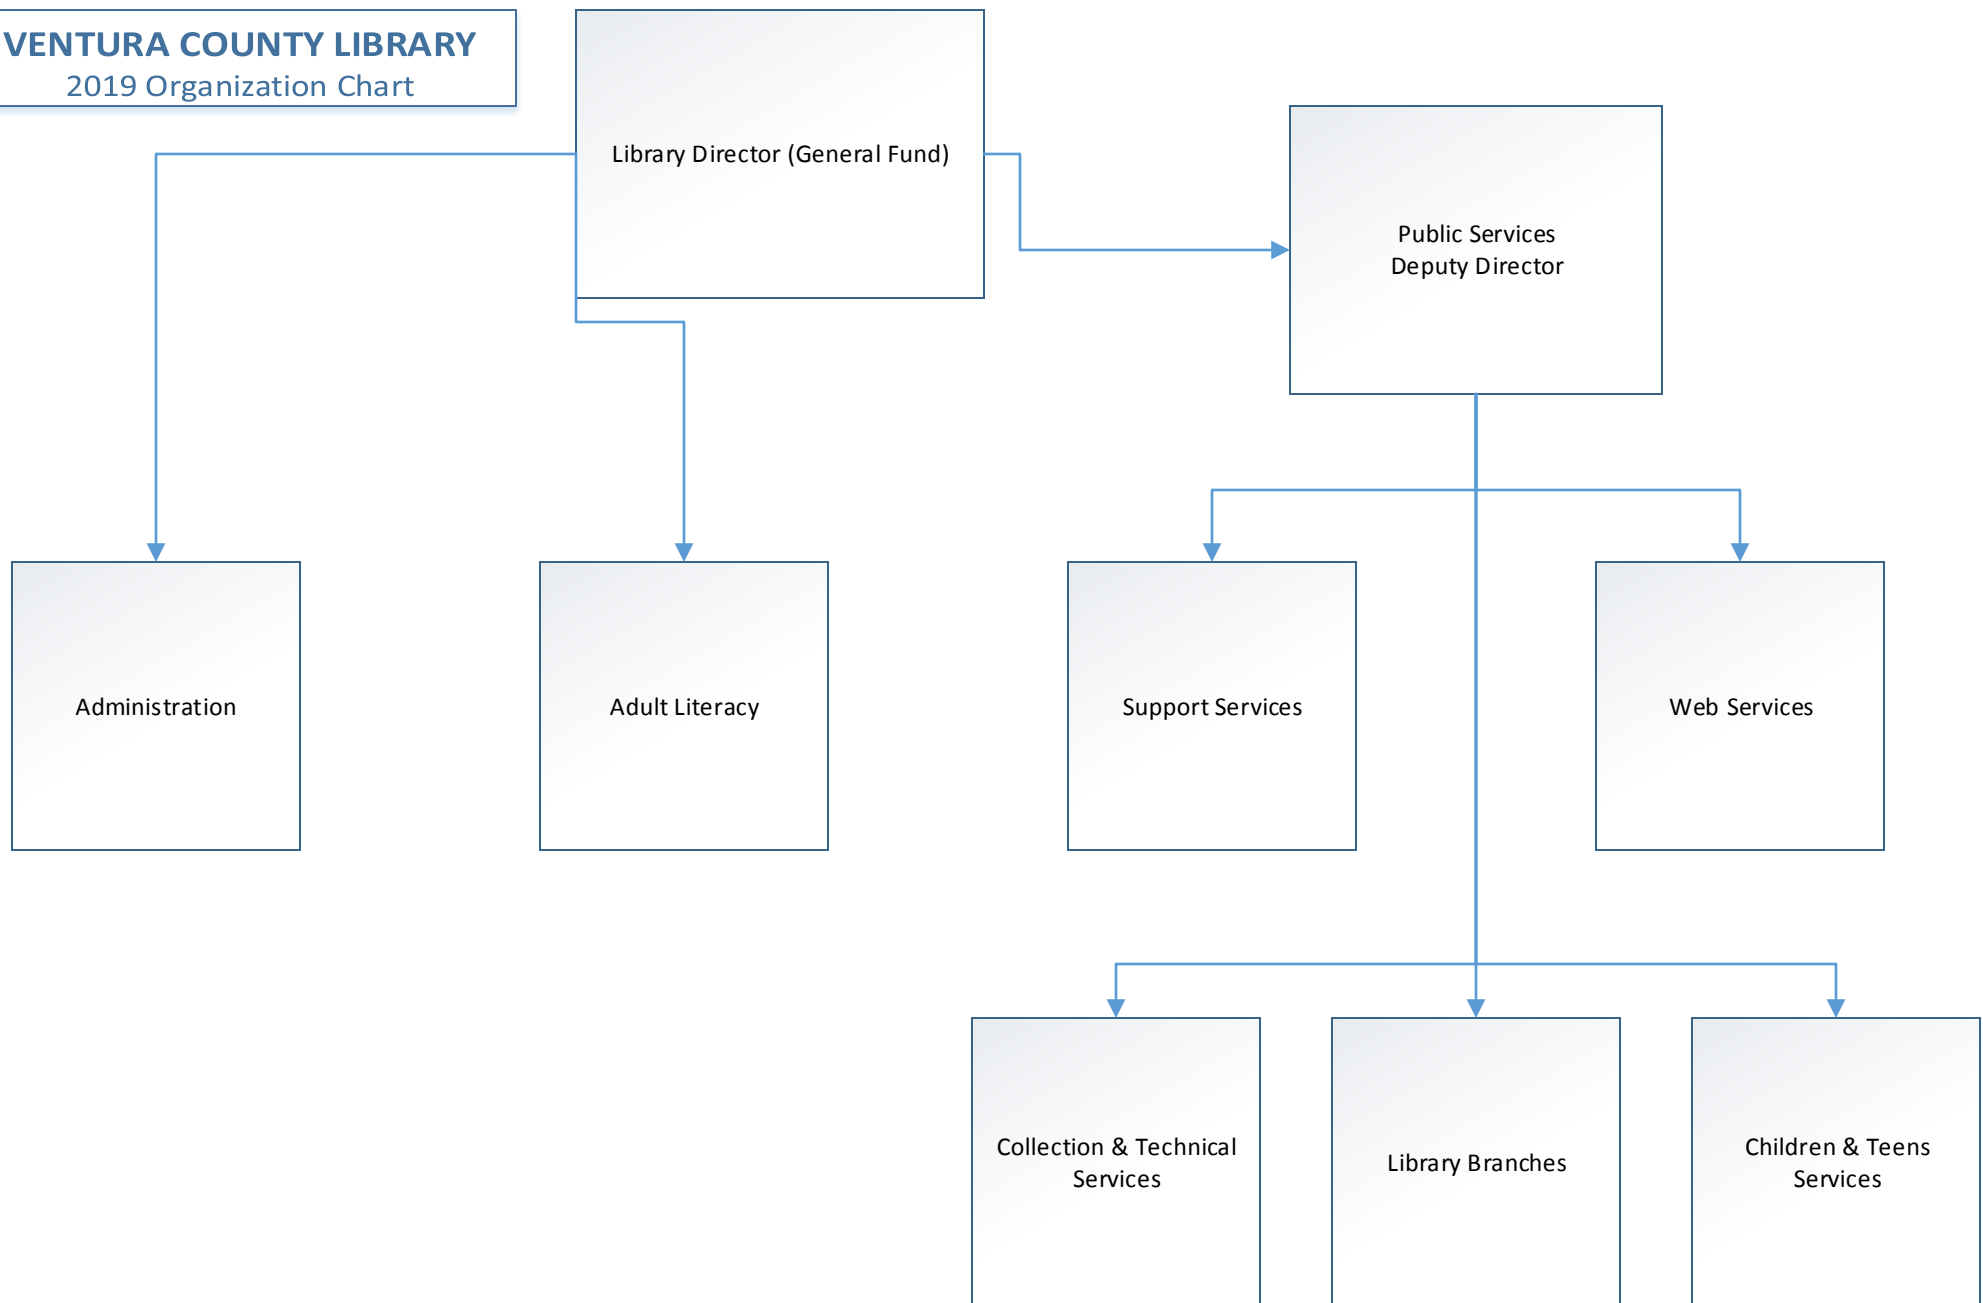 VENTURA COUNTY LIBRARY
2019 Organization Chart
Library Director (General Fund)
Public Services
Deputy Director
Administration
Adult Literacy
Support Services
Web Services
Collection & Technical
Services
Library Branches
Children & Teens
Services